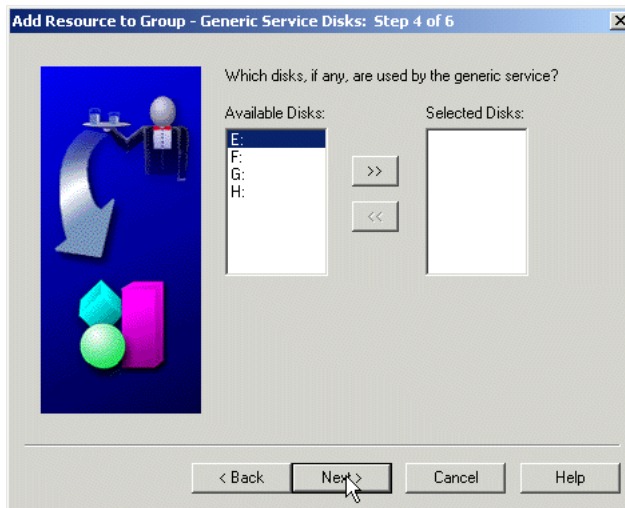 Add Resource to Group - Generic Service Disks: Step 4 of 6
Which disks, if any, are used by the generic service?
Available Disks:
Selected Disks:
E:
F:
G:
H:
>>
<<
< Back
Next >
Cancel
Help